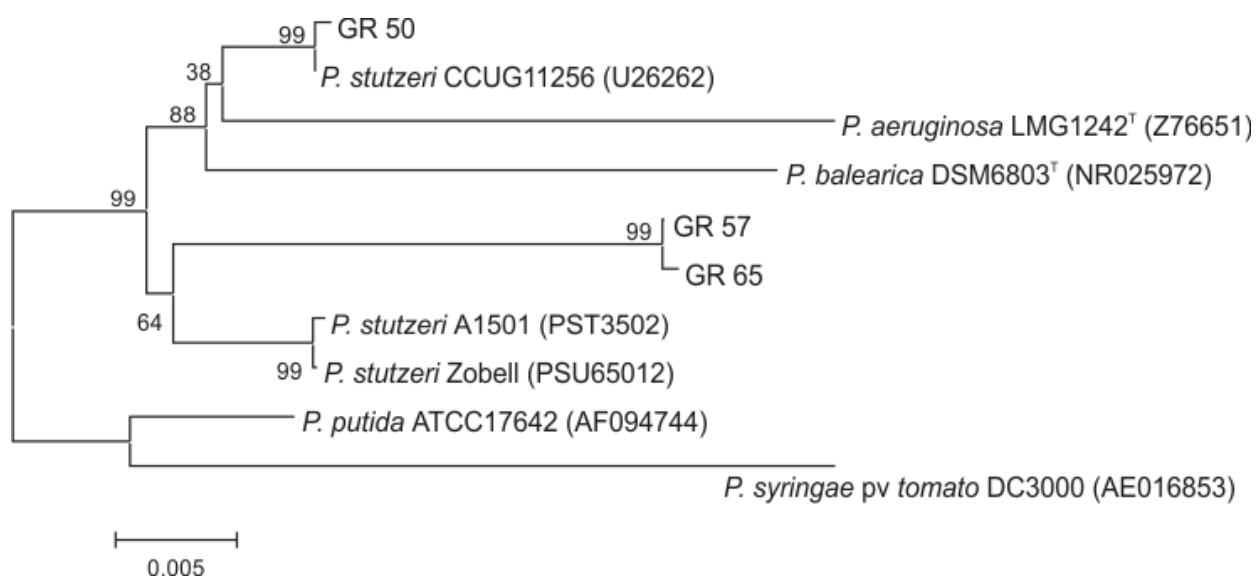 99
GR 50
38
P. stutzeri CCUG11256 (U26262)
88
P. aeruginosa LMG1242ᵀ (Z76651)
P. balearica DSM6803ᵀ (NR025972)
99
99
GR 57
GR 65
64
P. stutzeri A1501 (PST3502)
99
P. stutzeri Zobell (PSU65012)
P. putida ATCC17642 (AF094744)
P. syringae pv tomato DC3000 (AE016853)
0.005